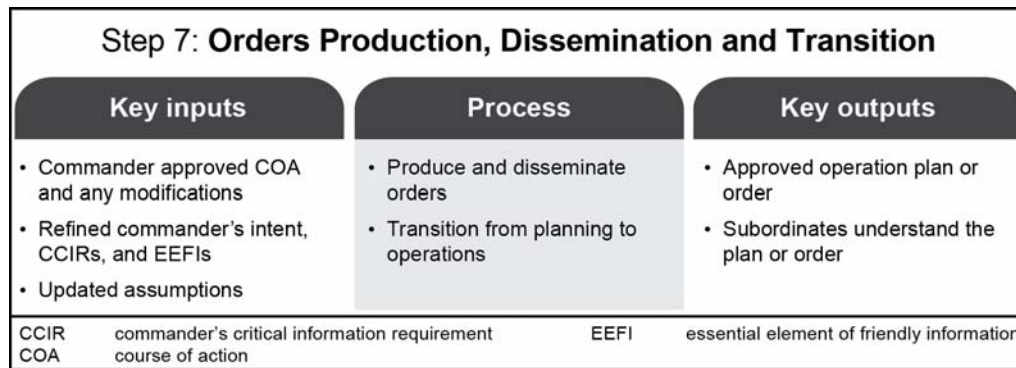 Step 7: Orders Production, Dissemination and Transition
Key inputs
• Commander approved COA
and any modifications
• Refined commander's intent,
CCIRs, and EEFIs
• Updated assumptions
Process
• Produce and disseminate
orders
• Transition from planning to
operations
Key outputs
• Approved operation plan or
order
• Subordinates understand the
plan or order
CCIR commander's critical information requirement
COA course of action
EEFI essential element of friendly information